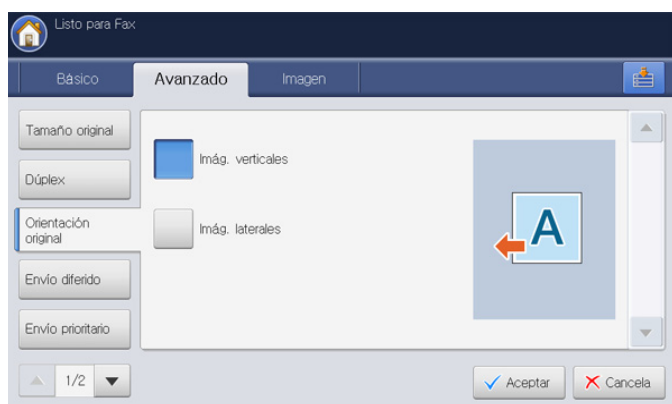 Listo para Fax
Básico
Avanzado
Imagen
Tamaño original
Dúplex
Orientación
original
Envío diferido
Envío prioritario
1/2
Imág. verticales
Imág. laterales
A
Aceptar
Cancela